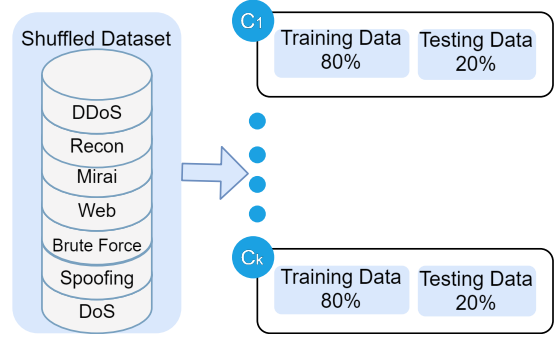 Shuffled Dataset
DDoS
Recon
Mirai
Web
Brute Force
Spoofing
DoS
C1
Training Data
80%
Testing Data
20%
Ck
Training Data
80%
Testing Data
20%